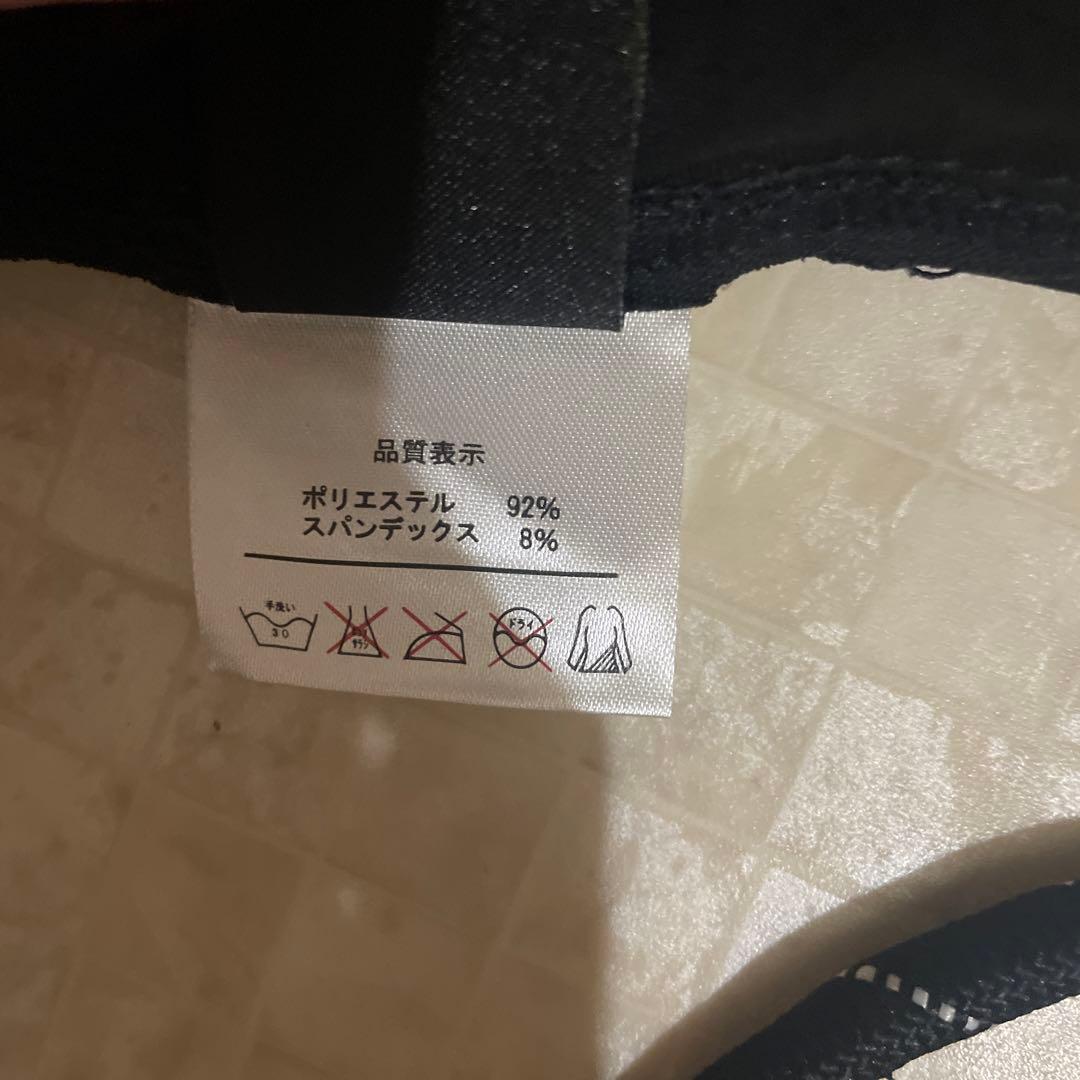 品質表示
ポリエステル 92%
スパンデックス 8%
手洗い
30
ドライ